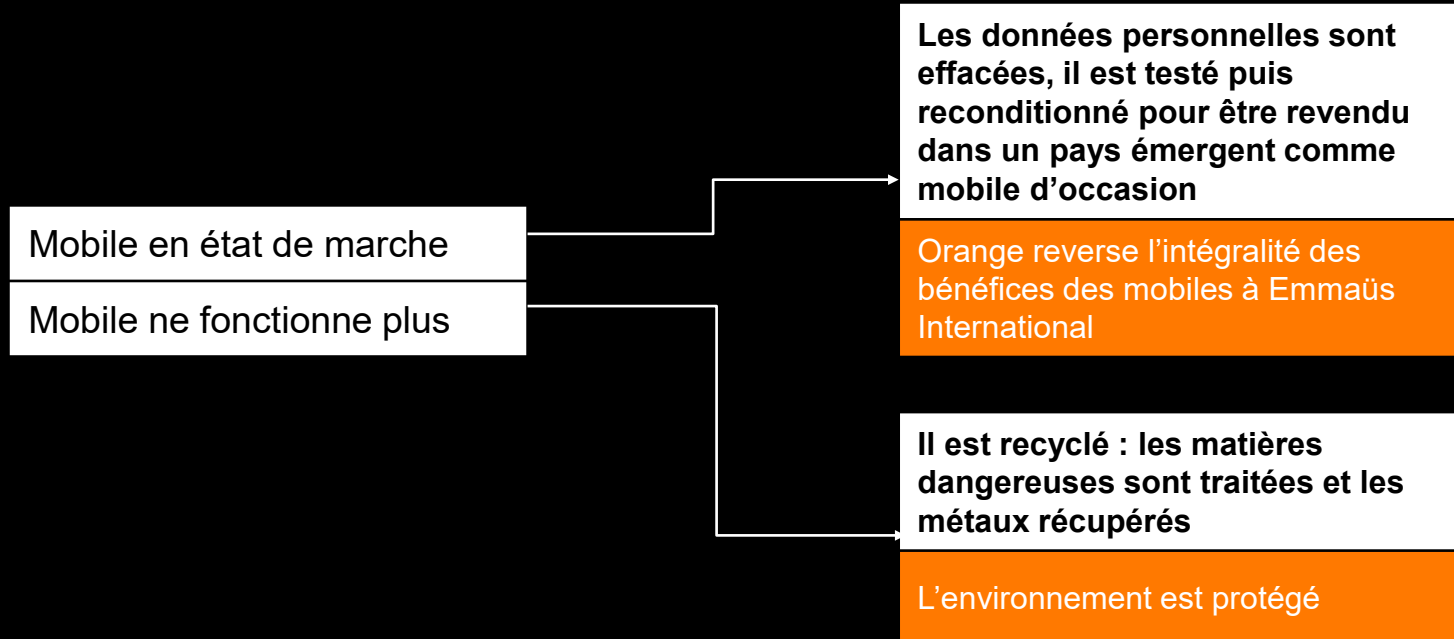 Mobile en état de marche
Mobile ne fonctionne plus
Les données personnelles sont
effacées, il est testé puis
reconditionné pour être revendu
dans un pays émergent comme
mobile d’occasion
Orange reverse l’intégralité des
bénéfices des mobiles à Emmaüs
International
Il est recyclé : les matières
dangereuses sont traitées et les
métaux récupérés
L’environnement est protégé